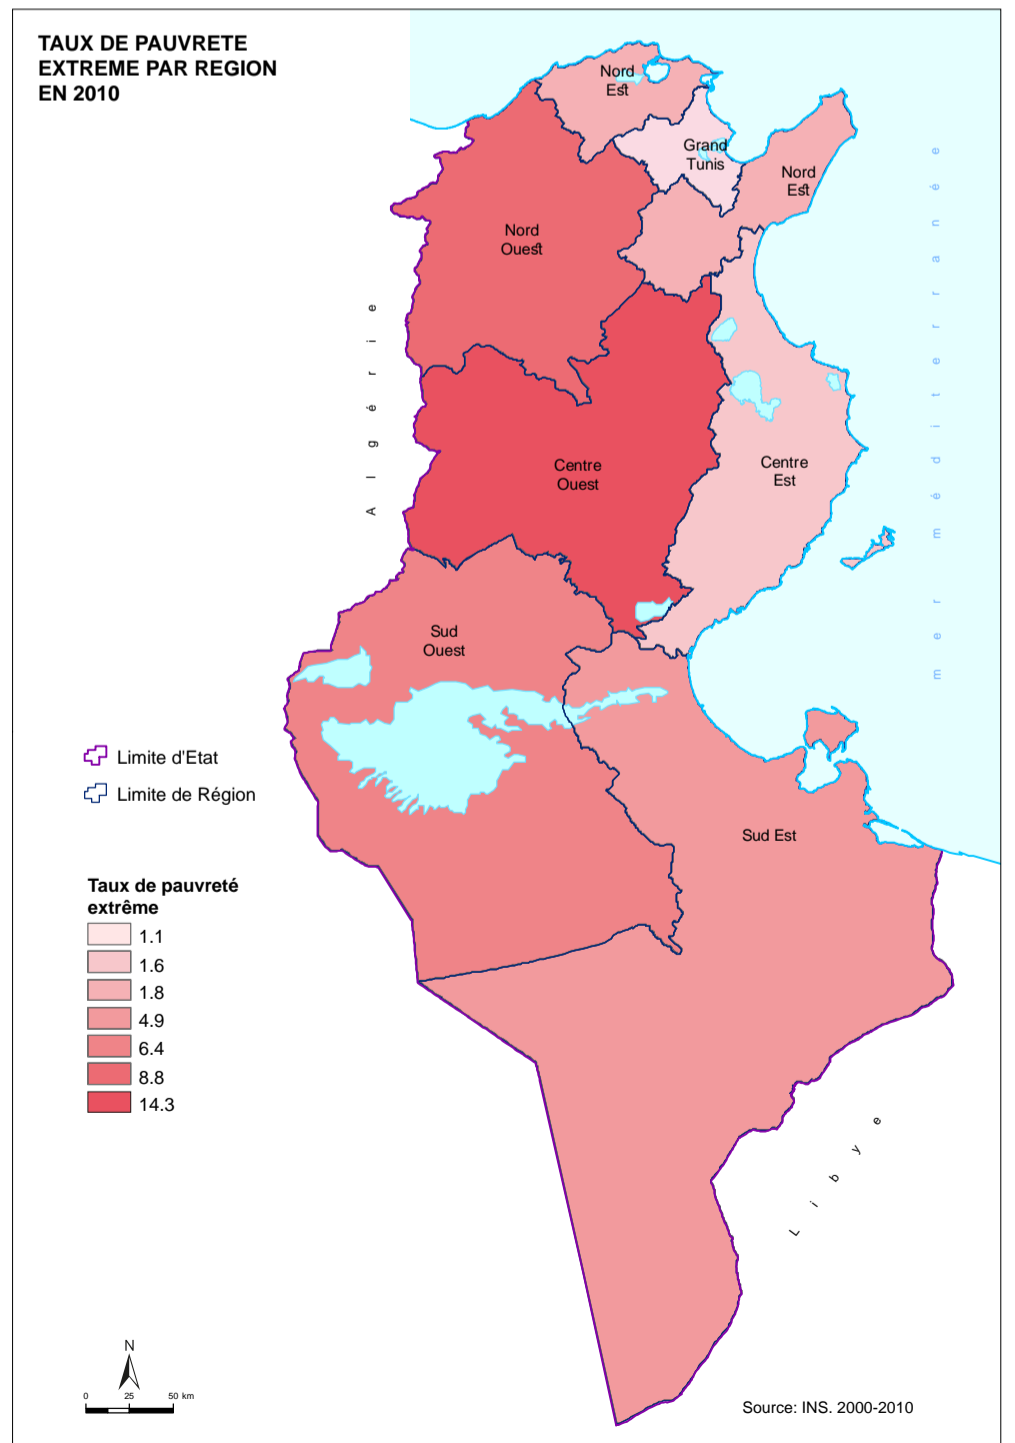 TAUX DE PAUVRETE
EXTREME PAR REGION
EN 2010
Nord
Est
Grand
Tunis
Nord
Est
Nord
Ouest
Algérie
mer méditerranée
Centre
Ouest
Centre
Est
Sud
Ouest
Limite d'Etat
Limite de Région
Sud Est
Taux de pauvreté
extrême
1.1
1.6
1.8
4.9
6.4
8.8
14.3
Libye
N
0 25 50 km
Source: INS. 2000-2010